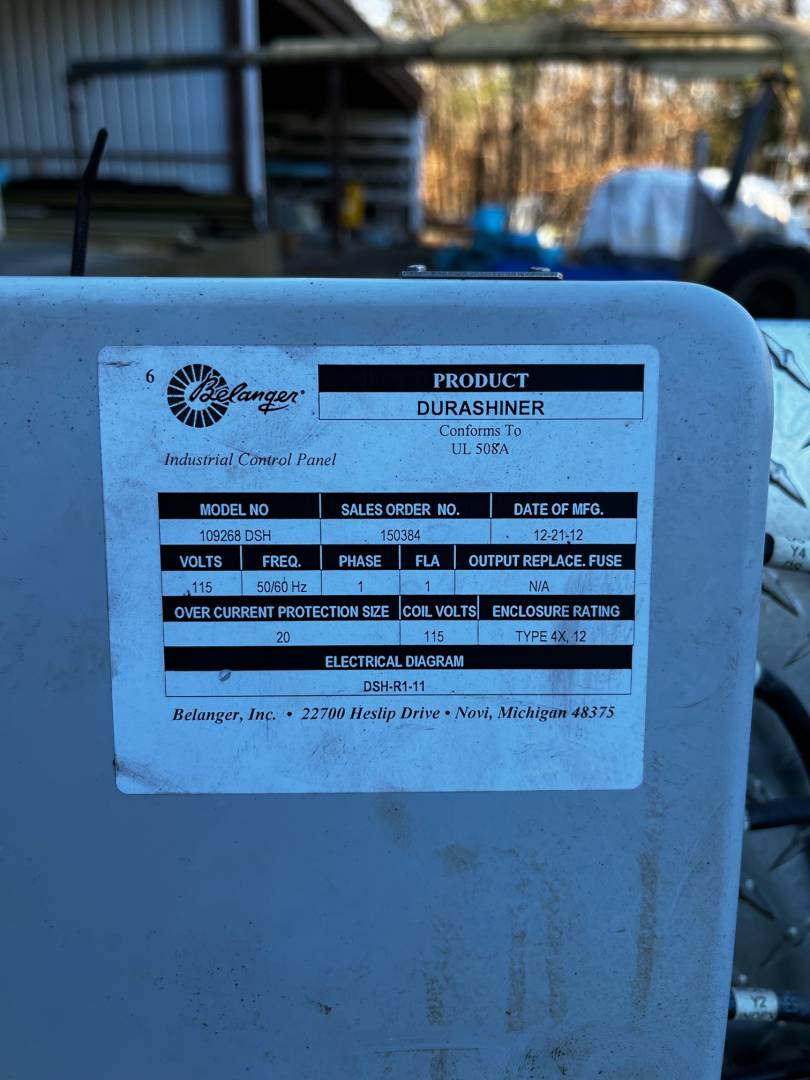 6 Belanger
PRODUCT
DURASHINER
Conforms To
UL 508A
Industrial Control Panel
MODEL NO SALES ORDER NO. DATE OF MFG.
109268 DSH 150384 12-21-12
VOLTS FREQ. PHASE FLA OUTPUT REPLACE. FUSE
115 50/60 Hz 1 1 N/A
OVER CURRENT PROTECTION SIZE COIL VOLTS ENCLOSURE RATING
20 115 TYPE 4X, 12
ELECTRICAL DIAGRAM
DSH-R1-11
Belanger, Inc. • 22700 Heslip Drive • Novi, Michigan 48375
Y4
Y2